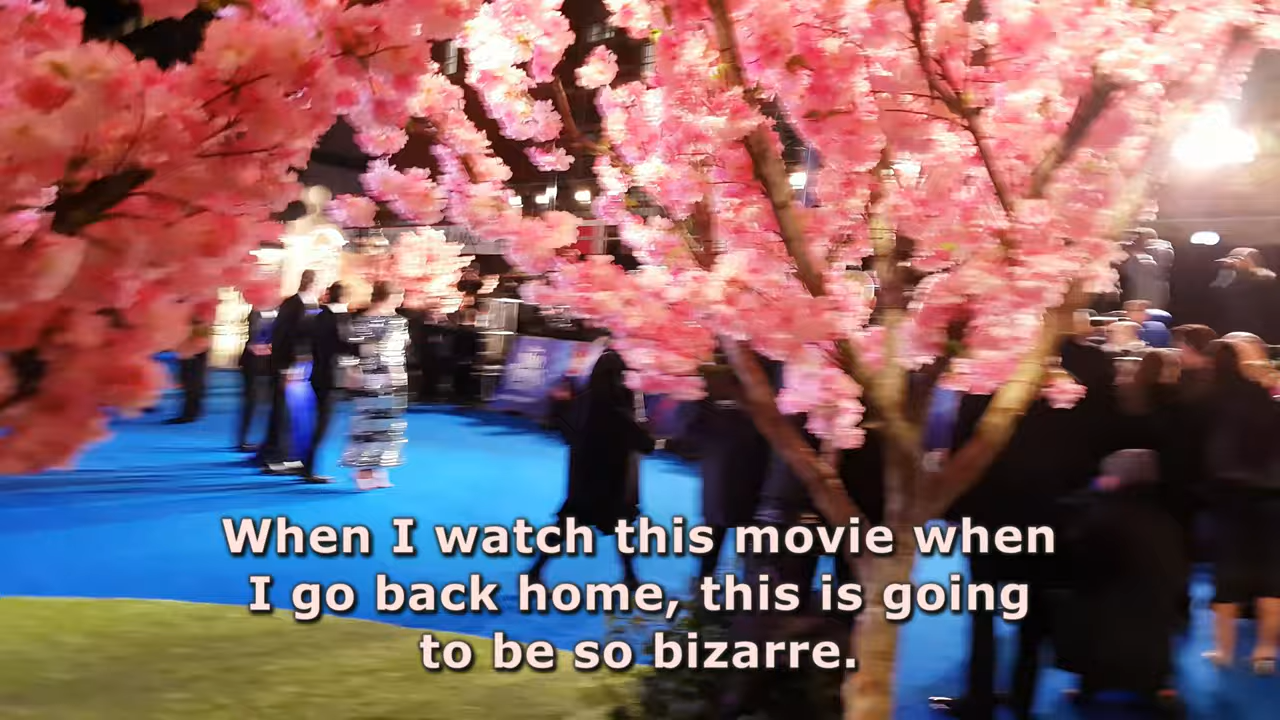 When I watch this movie when
I go back home, this is going
to be so bizarre.